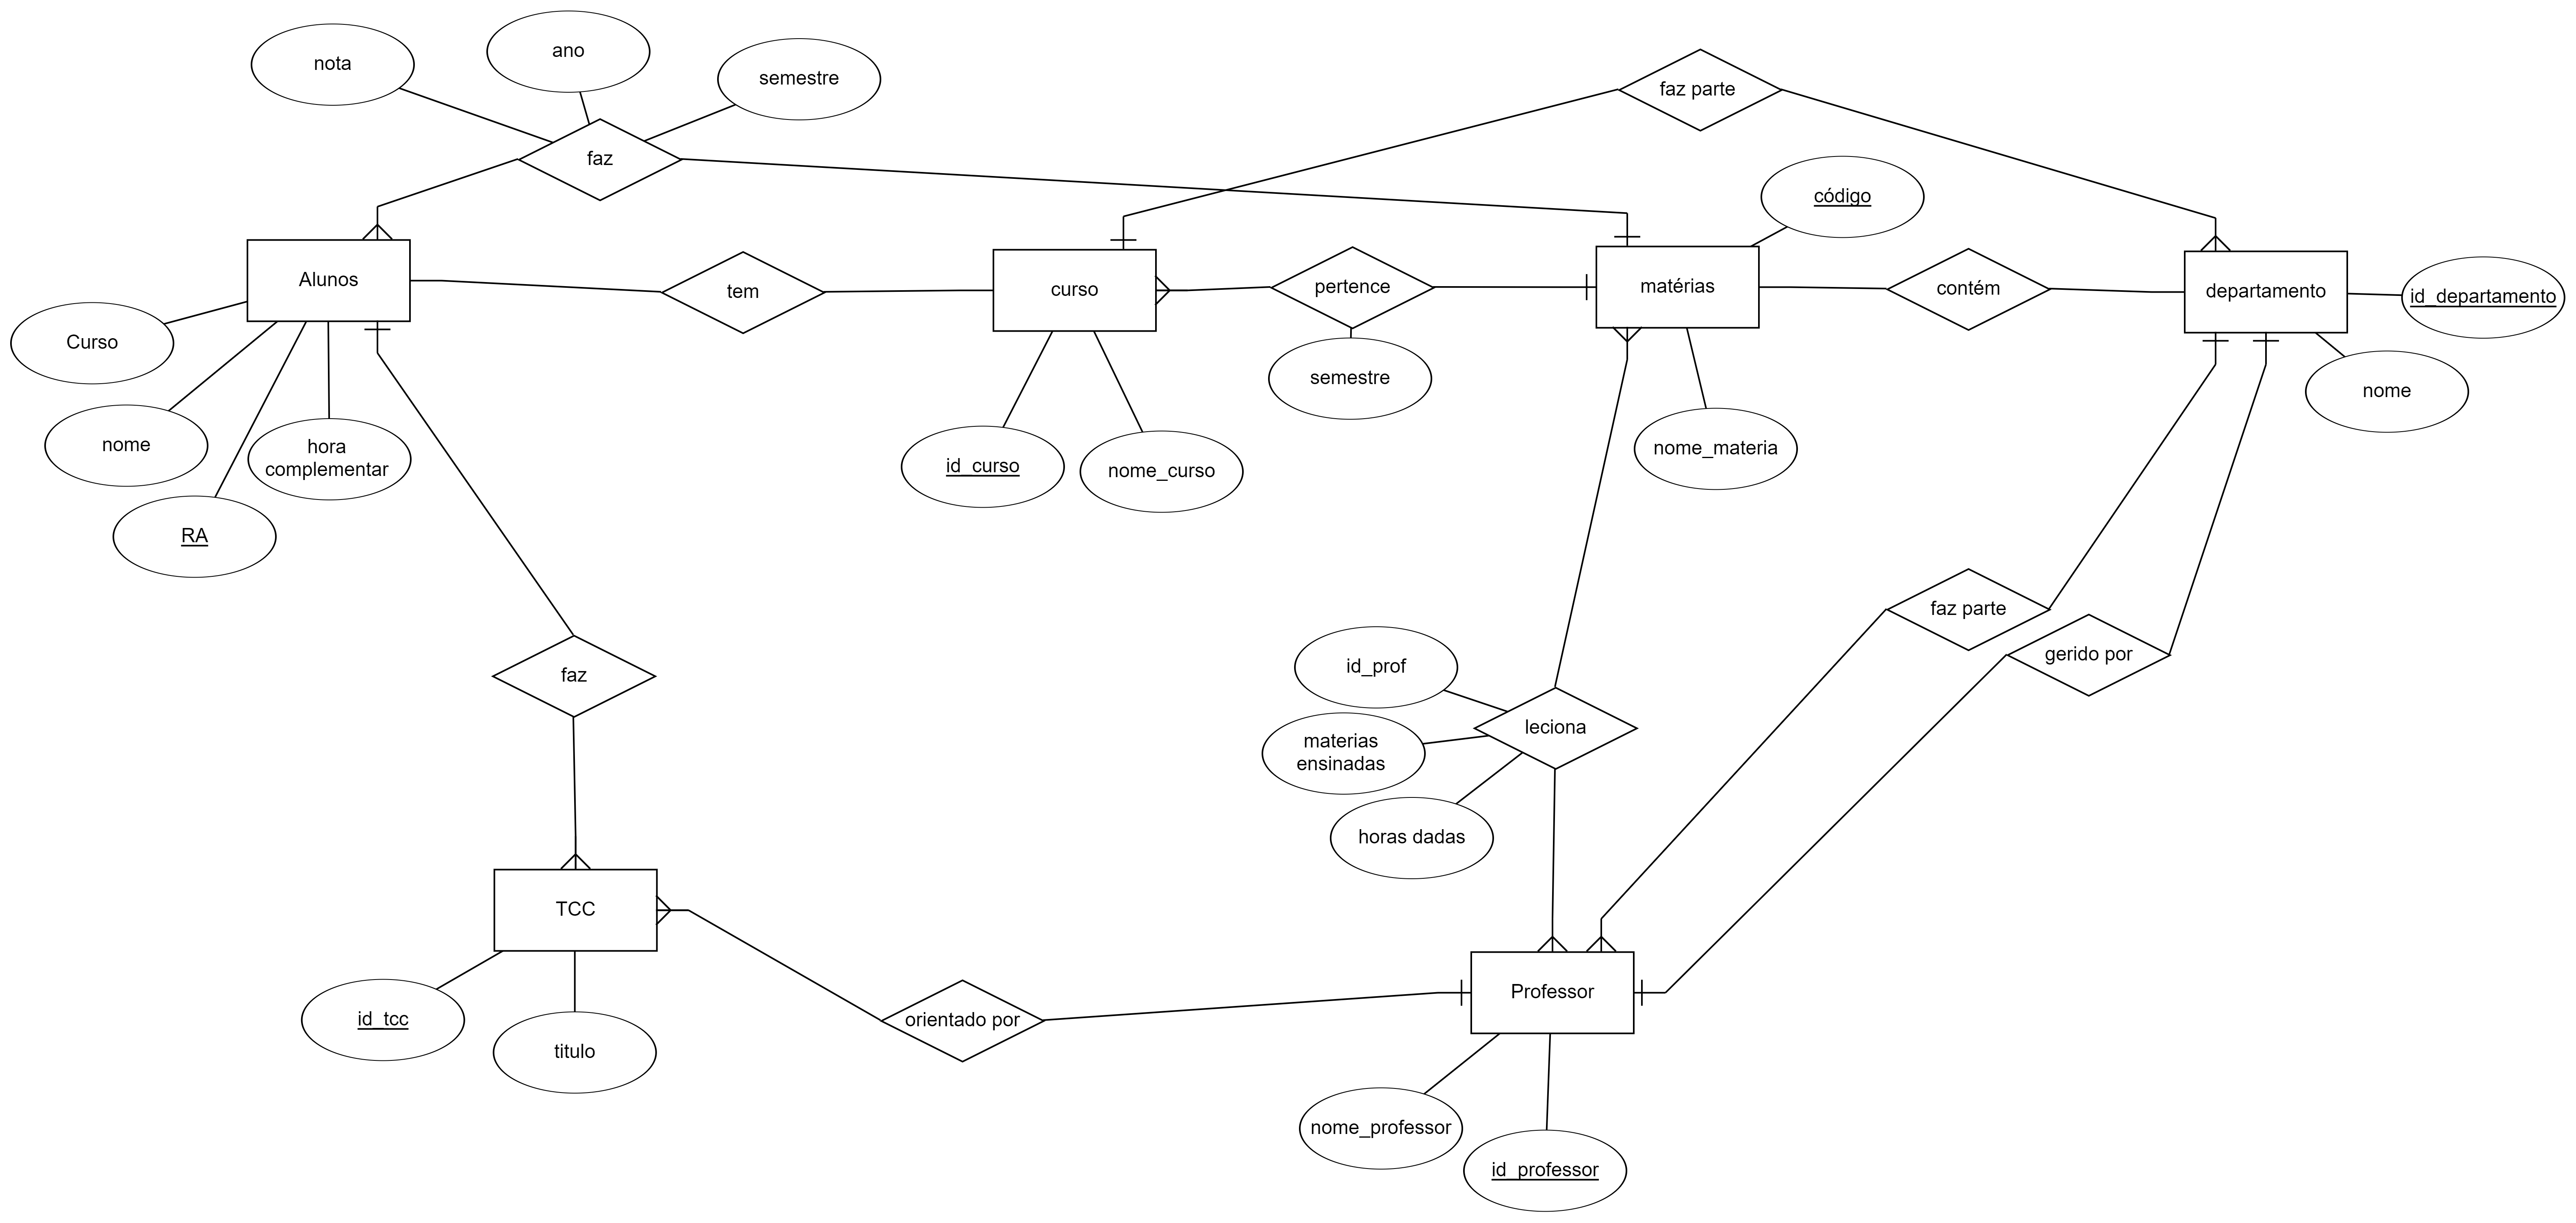 ano
nota
semestre
faz parte
faz
código
Alunos
tem
curso
pertence
matérias
contém
departamento
id_departamento
Curso
semestre
nome
nome
hora
complementar
id_curso
nome_curso
nome_materia
RA
faz parte
gerido por
id_prof
faz
leciona
materias
ensinadas
horas dadas
TCC
Professor
id_tcc
orientado por
titulo
nome_professor
id_professor